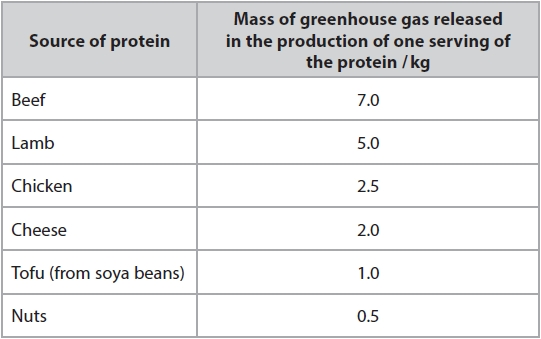 Source of protein
Mass of greenhouse gas released
in the production of one serving of
the protein / kg
Beef
7.0
Lamb
5.0
Chicken
2.5
Cheese
2.0
Tofu (from soya beans)
1.0
Nuts
0.5